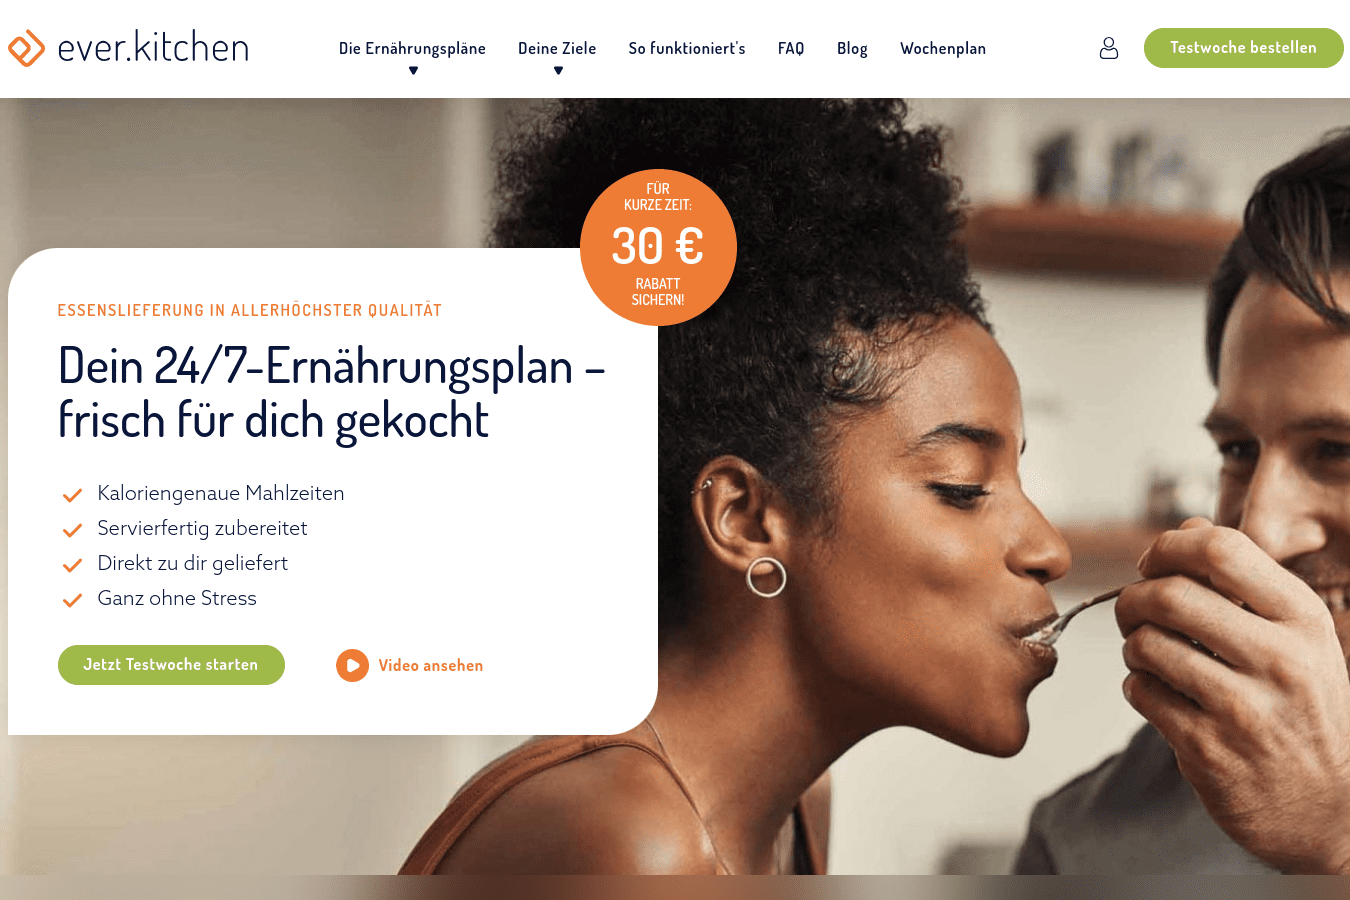 ever.kitchen
Die Ernährungspläne
Deine Ziele
So funktioniert's
FAQ
Blog
Wochenplan
Testwoche bestellen
FÜR
KURZE ZEIT:
30 €
RABATT
SICHERN!
ESSENSLIEFERUNG IN ALLERHÖCHSTER QUALITÄT
Dein 24/7-Ernährungsplan –
frisch für dich gekocht
Kaloriengenaue Mahlzeiten
Servierfertig zubereitet
Direkt zu dir geliefert
Ganz ohne Stress
Jetzt Testwoche starten
Video ansehen